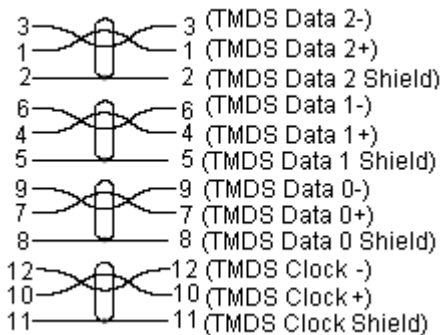 3 3 (TMDS Data 2-)
1 1 (TMDS Data 2+)
2 2 (TMDS Data 2 Shield)
6 6 (TMDS Data 1-)
4 4 (TMDS Data 1+)
5 5 (TMDS Data 1 Shield)
9 9 (TMDS Data 0-)
7 7 (TMDS Data 0+)
8 8 (TMDS Data 0 Shield)
12 12 (TMDS Clock -)
10 10 (TMDS Clock +)
11 11 (TMDS Clock Shield)